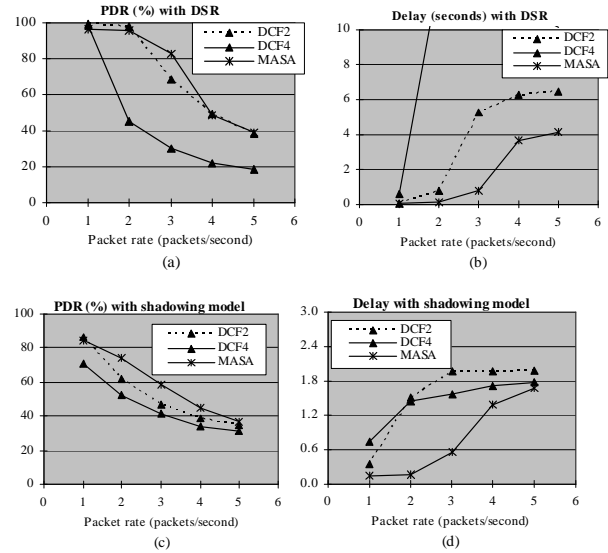 PDR (%) with DSR
100
80
60
40
20
0
DCF2
DCF4
MASA
0 1 2 3 4 5 6
Packet rate (packets/second)
(a)
Delay (seconds) with DSR
10
8
6
4
2
0
DCF2
DCF4
MASA
0 1 2 3 4 5 6
Packet rate (packets/second)
(b)
PDR (%) with shadowing model
100
80
60
40
20
0
DCF2
DCF4
MASA
0 1 2 3 4 5 6
Packet rate (packets/second)
(c)
Delay with shadowing model
3.0
2.4
1.8
1.2
0.6
0.0
DCF2
DCF4
MASA
0 1 2 3 4 5 6
Packet rate (packets/second)
(d)